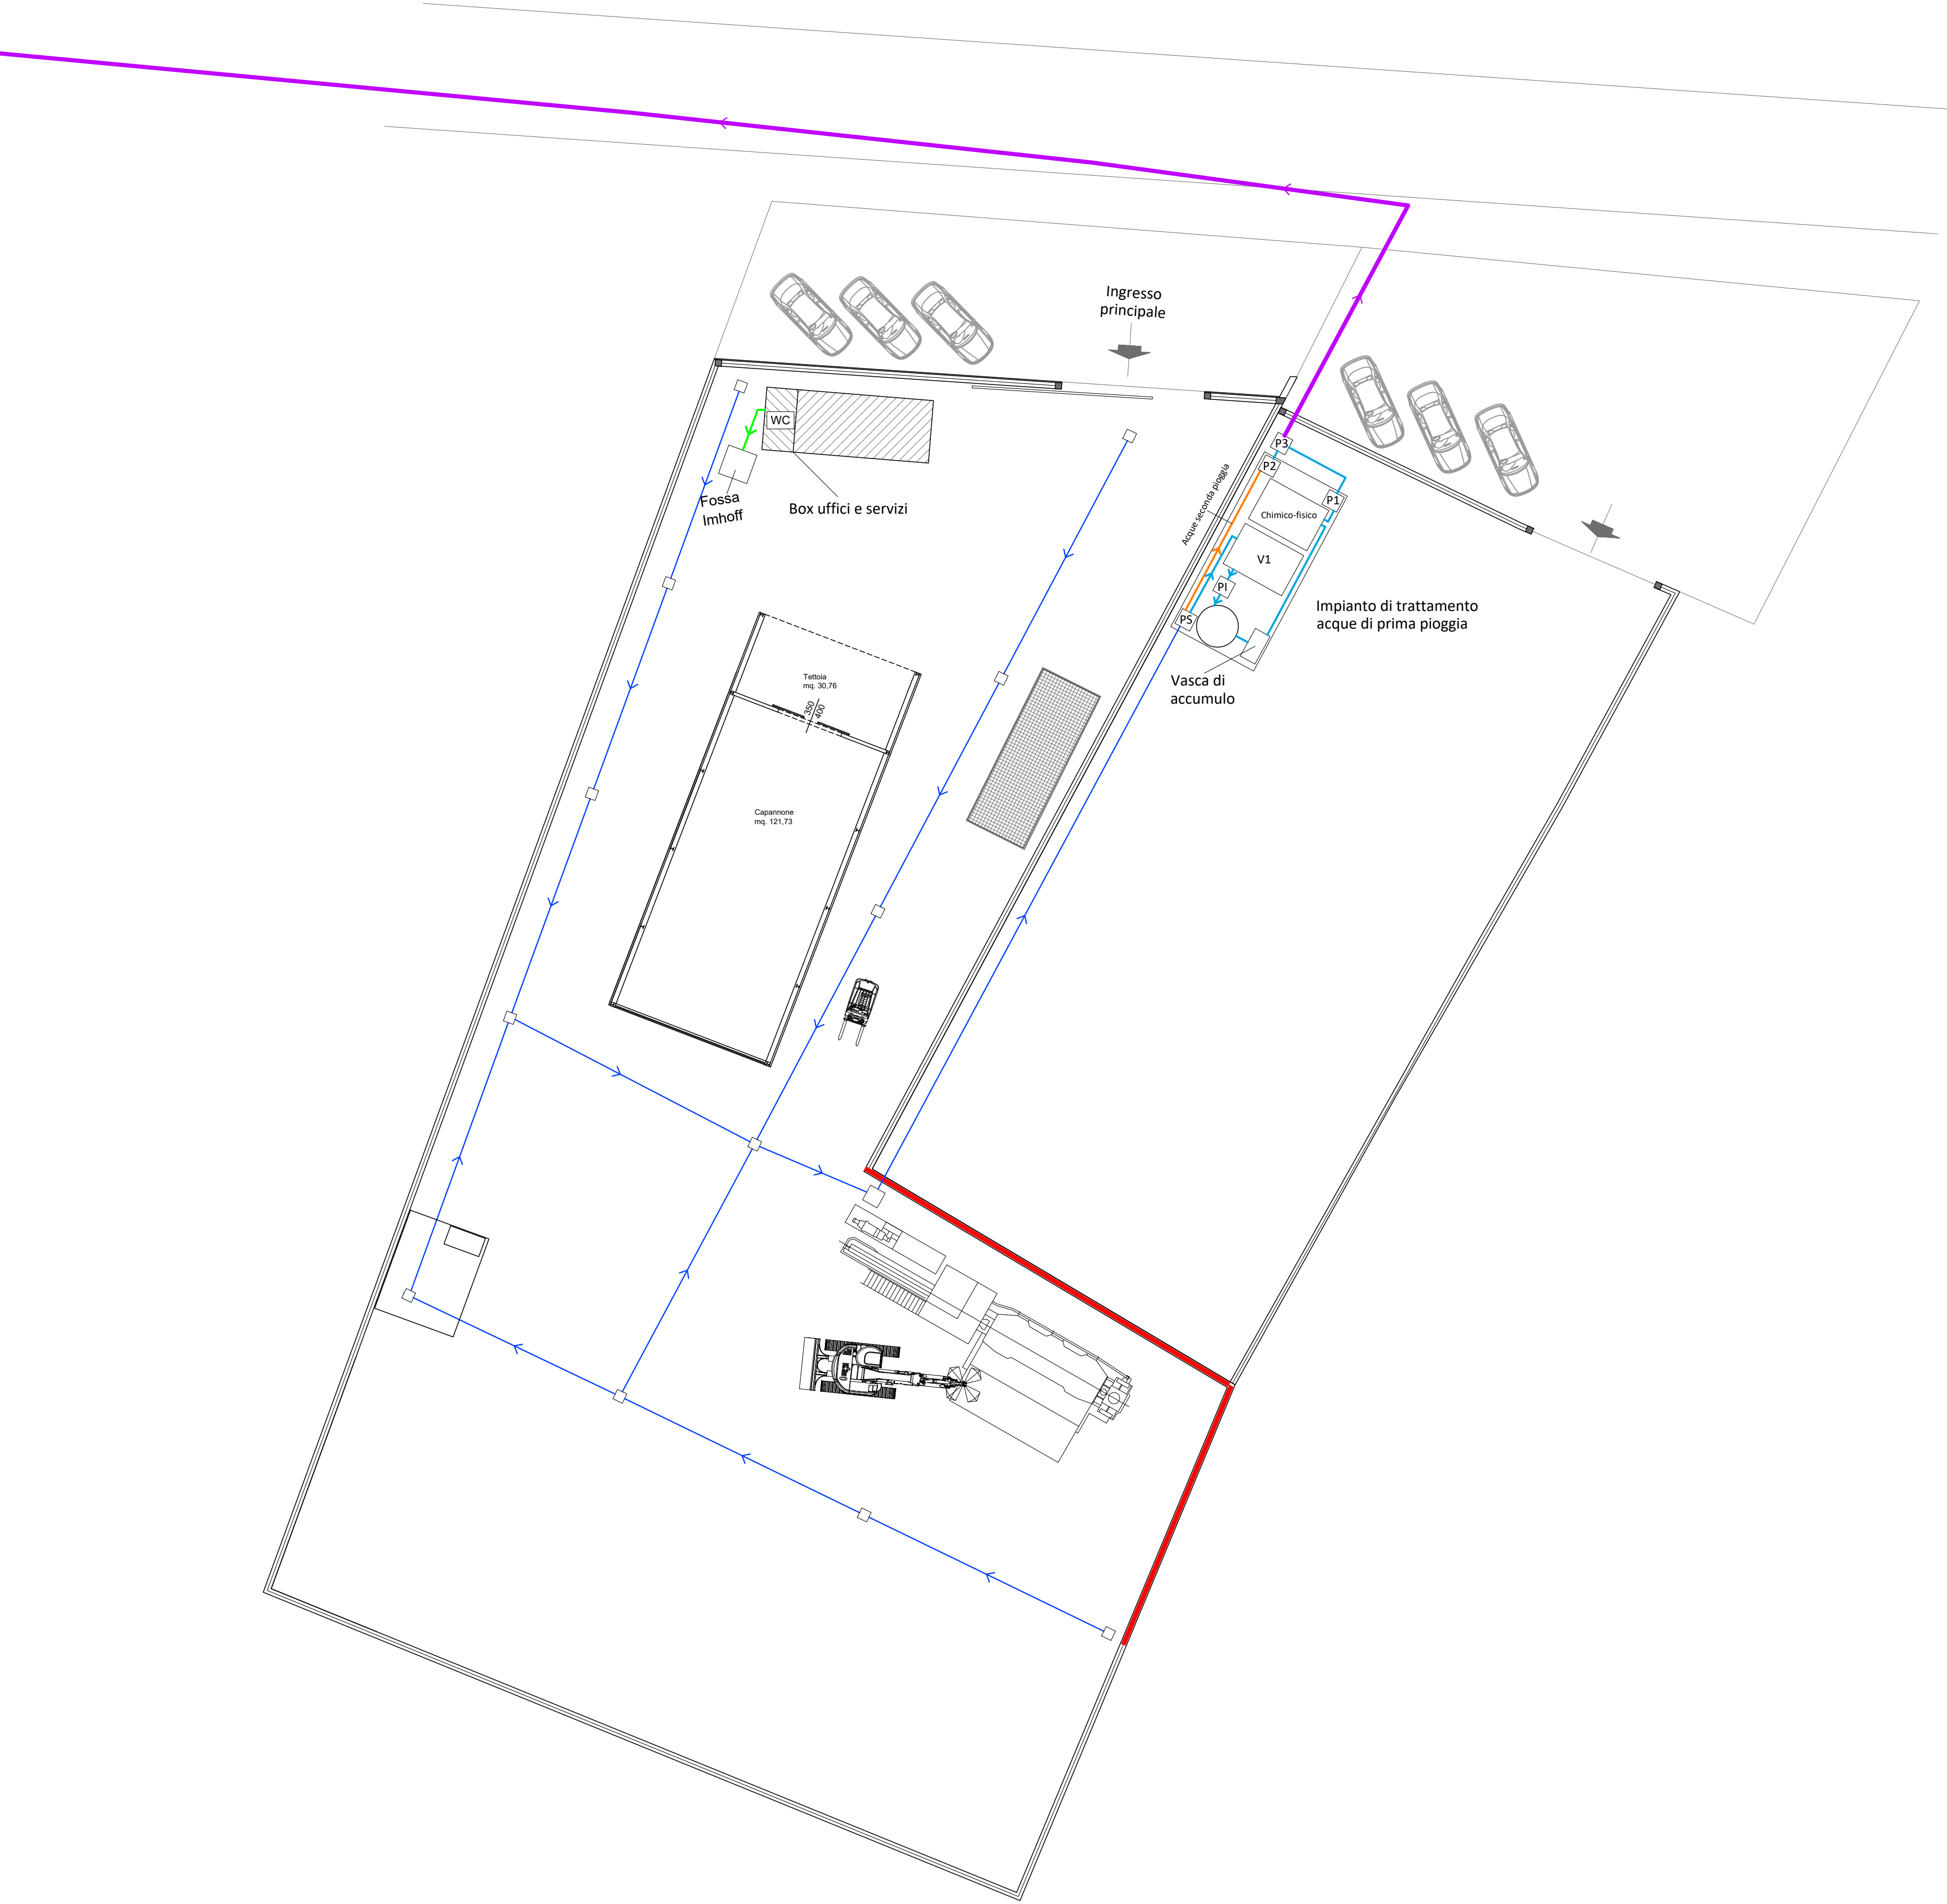 Ingresso
principale
WC
Fossa
Imhoff
Box uffici e servizi
P3
P2
P1
Acque seconda pioggia
Chimico-fisico
V1
PI
PS
Impianto di trattamento
acque di prima pioggia
Vasca di
accumulo
Tettoia
mq. 30,76
350
400
Capannone
mq. 121,73